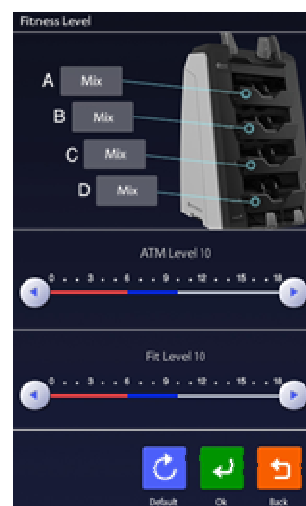 Fitness Level
A Mix
B Mix
C Mix
D Mix
ATM Level 10
0 . . 3 . . 6 . . 9 . . 12 . . 15 . . 18
Fit Level 10
0 . . 3 . . 6 . . 9 . . 12 . . 15 . . 18
Default Ok Back